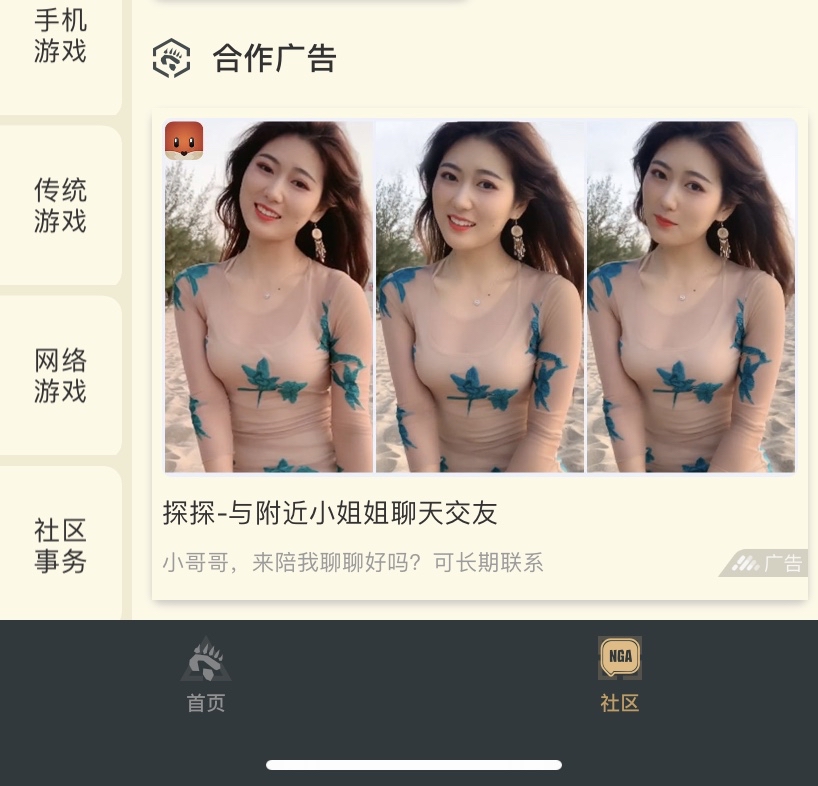 手机
游戏
合作广告
传统
游戏
网络
游戏
社区
事务
探探-与附近小姐姐聊天交友
小哥哥，来陪我聊聊好吗？可长期联系
广告
首页
NGA
社区